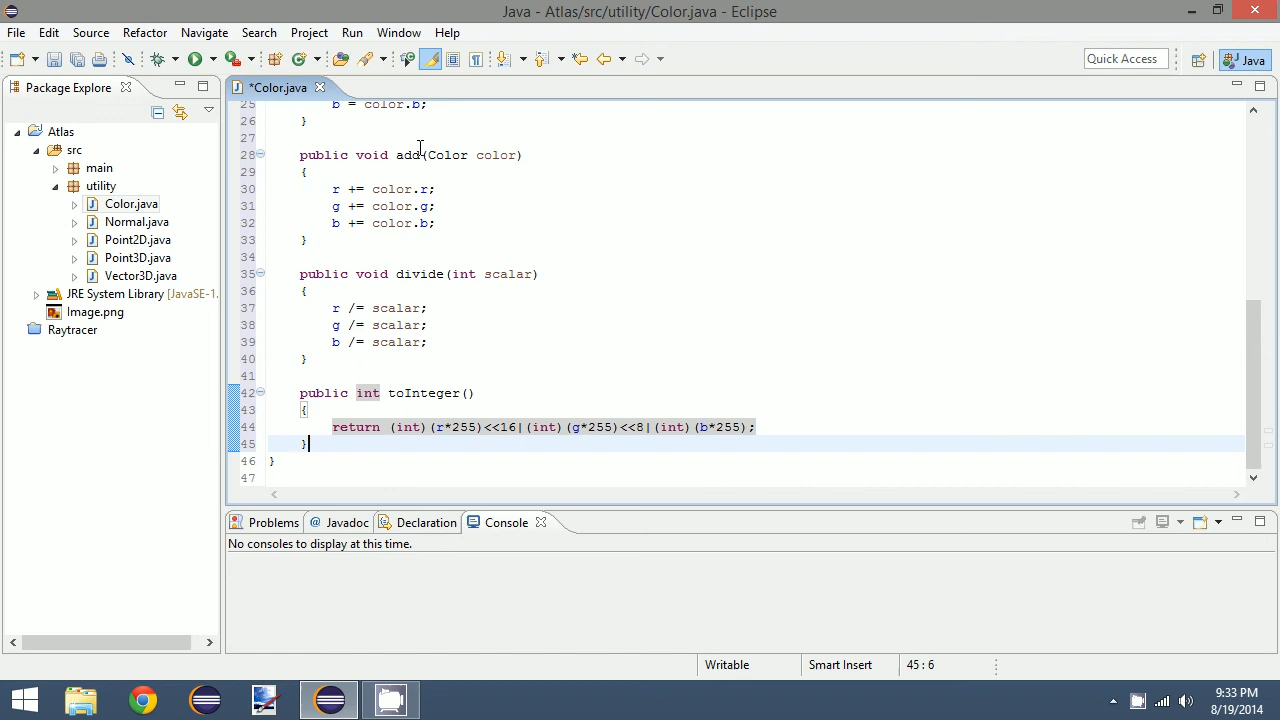 Java - Atlas/src/utility/Color.java - Eclipse
File Edit Source Refactor Navigate Search Project Run Window Help
Quick Access
Java
Package Explorer
*Color.java
Atlas
src
main
utility
Color.java
Normal.java
Point2D.java
Point3D.java
Vector3D.java
JRE System Library [JavaSE-1.
Image.png
Raytracer
25 b = color.b;
26 }
27
28 public void add(Color color)
29 {
30 r += color.r;
31 g += color.g;
32 b += color.b;
33 }
34
35 public void divide(int scalar)
36 {
37 r /= scalar;
38 g /= scalar;
39 b /= scalar;
40 }
41
42 public int toInteger()
43 {
44 return (int)(r*255)<<16|(int)(g*255)<<8|(int)(b*255);
45 }
46 }
47
Problems @ Javadoc Declaration Console
No consoles to display at this time.
Writable Smart Insert 45 : 6
9:33 PM
8/19/2014